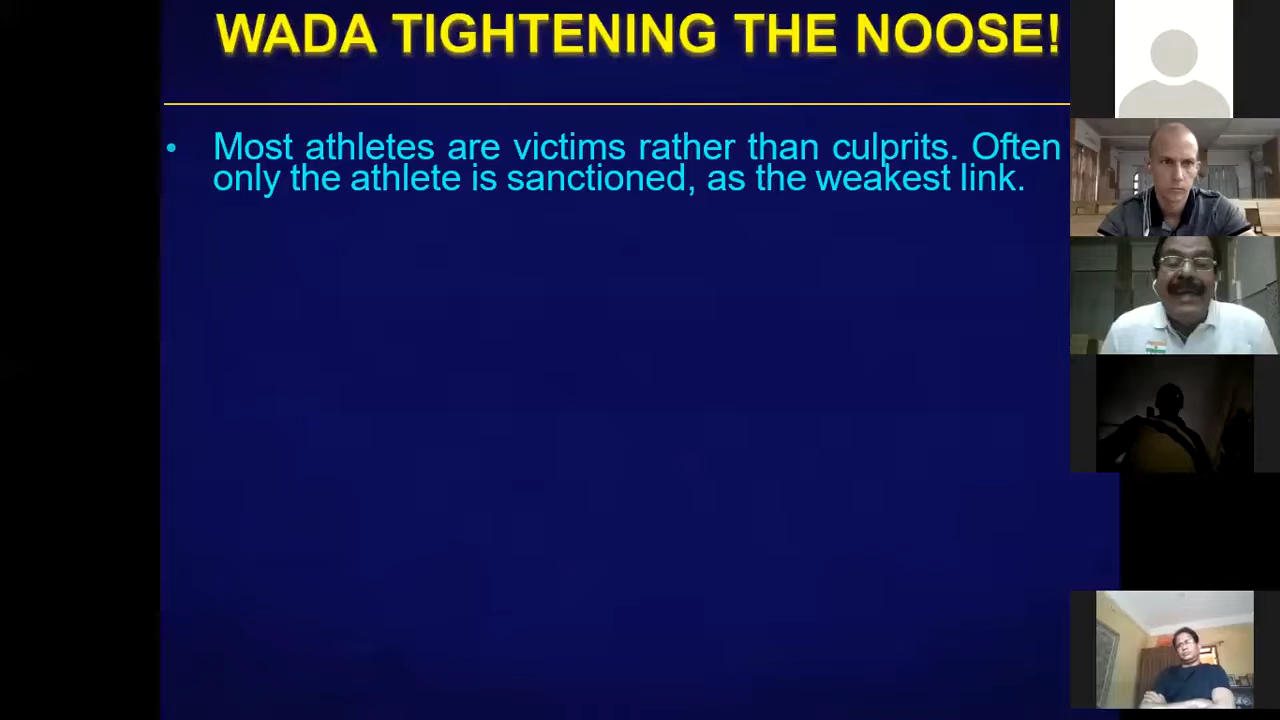 WADA TIGHTENING THE NOOSE!
• Most athletes are victims rather than culprits. Often
only the athlete is sanctioned, as the weakest link.